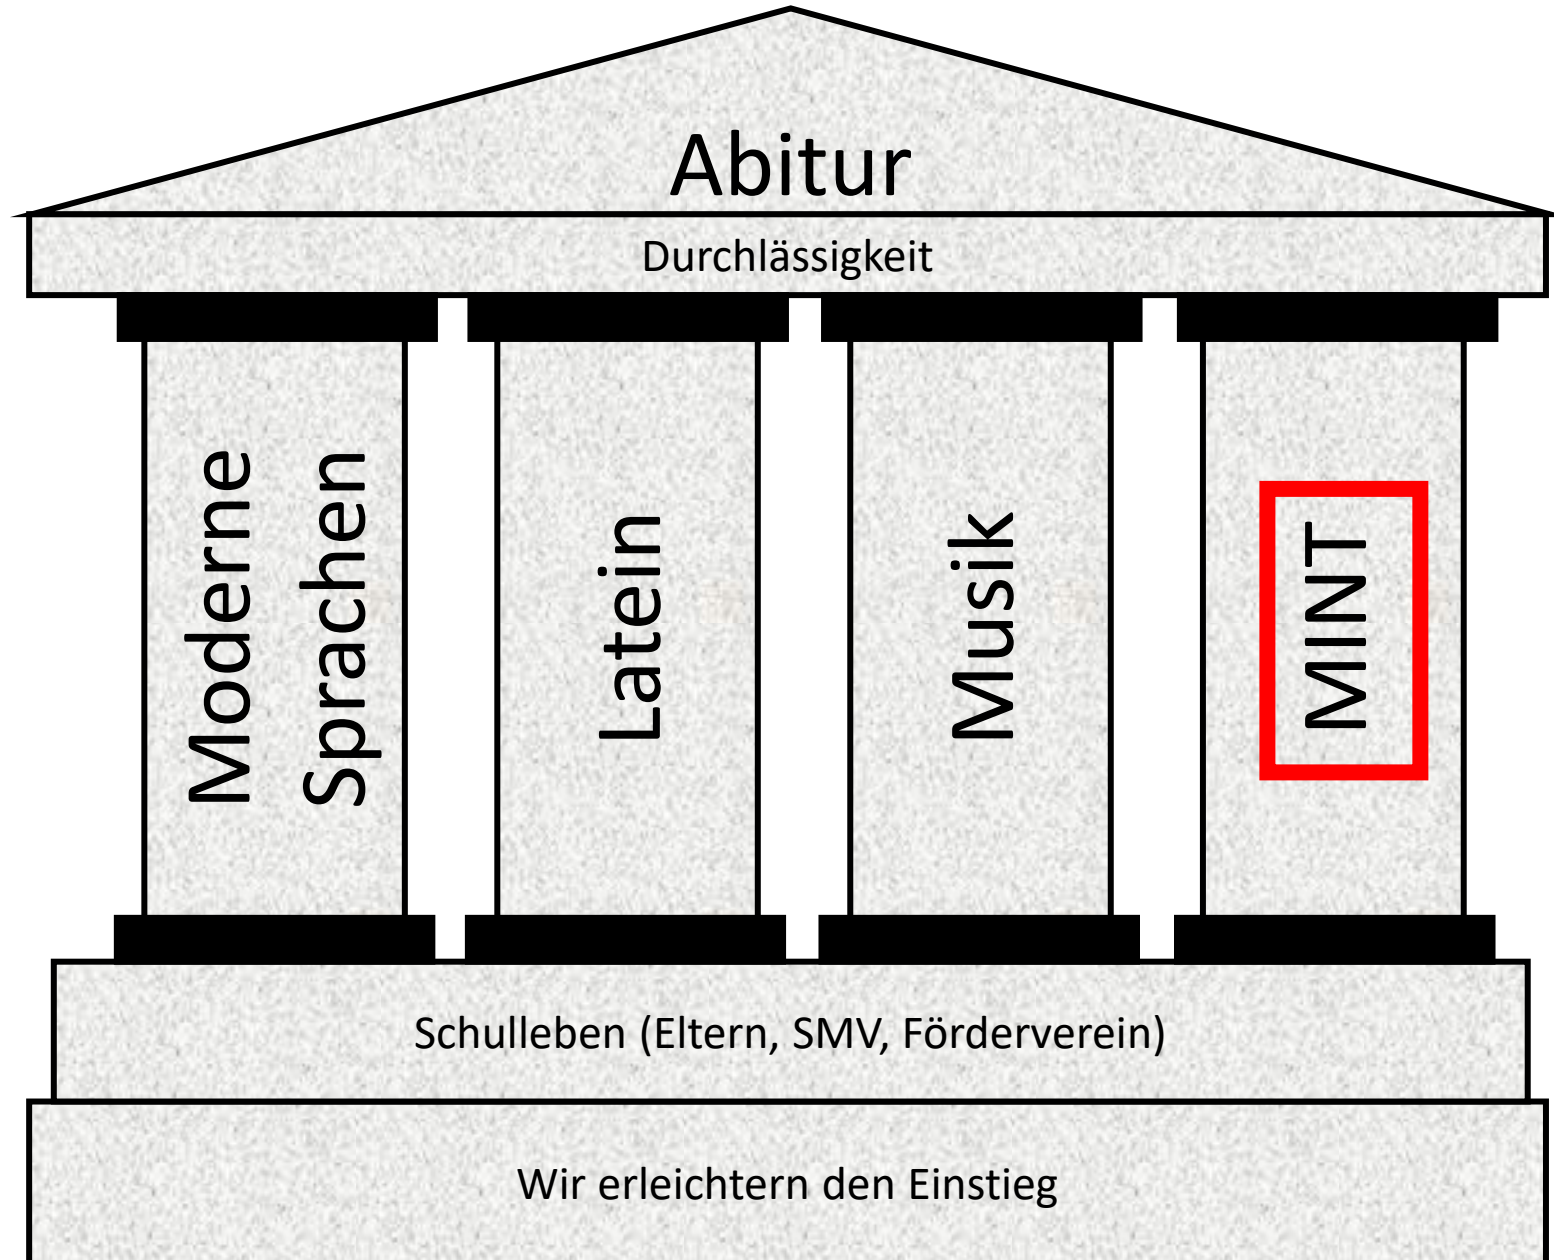 Abitur
Durchlässigkeit
Moderne
Sprachen
Latein
Musik
MINT
Schulleben (Eltern, SMV, Förderverein)
Wir erleichtern den Einstieg